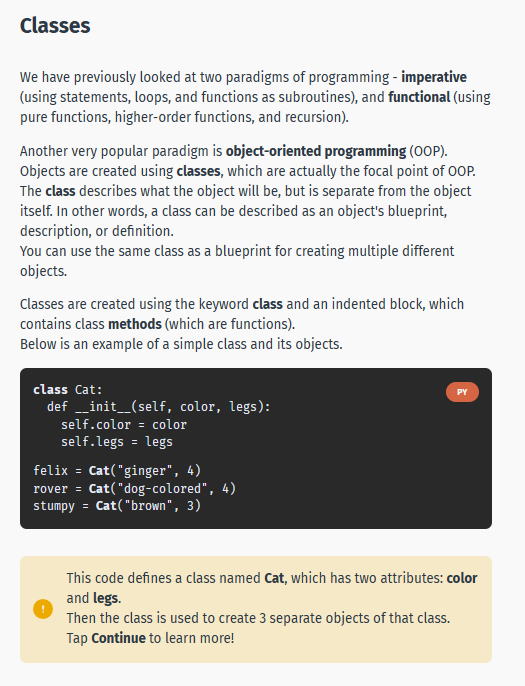 Classes
We have previously looked at two paradigms of programming - imperative
(using statements, loops, and functions as subroutines), and functional (using
pure functions, higher-order functions, and recursion).
Another very popular paradigm is object-oriented programming (OOP).
Objects are created using classes, which are actually the focal point of OOP.
The class describes what the object will be, but is separate from the object
itself. In other words, a class can be described as an object's blueprint,
description, or definition.
You can use the same class as a blueprint for creating multiple different
objects.
Classes are created using the keyword class and an indented block, which
contains class methods (which are functions).
Below is an example of a simple class and its objects.
PY
class Cat:
  def __init__(self, color, legs):
    self.color = color
    self.legs = legs
felix = Cat("ginger", 4)
rover = Cat("dog-colored", 4)
stumpy = Cat("brown", 3)
This code defines a class named Cat, which has two attributes: color
and legs.
Then the class is used to create 3 separate objects of that class.
Tap Continue to learn more!